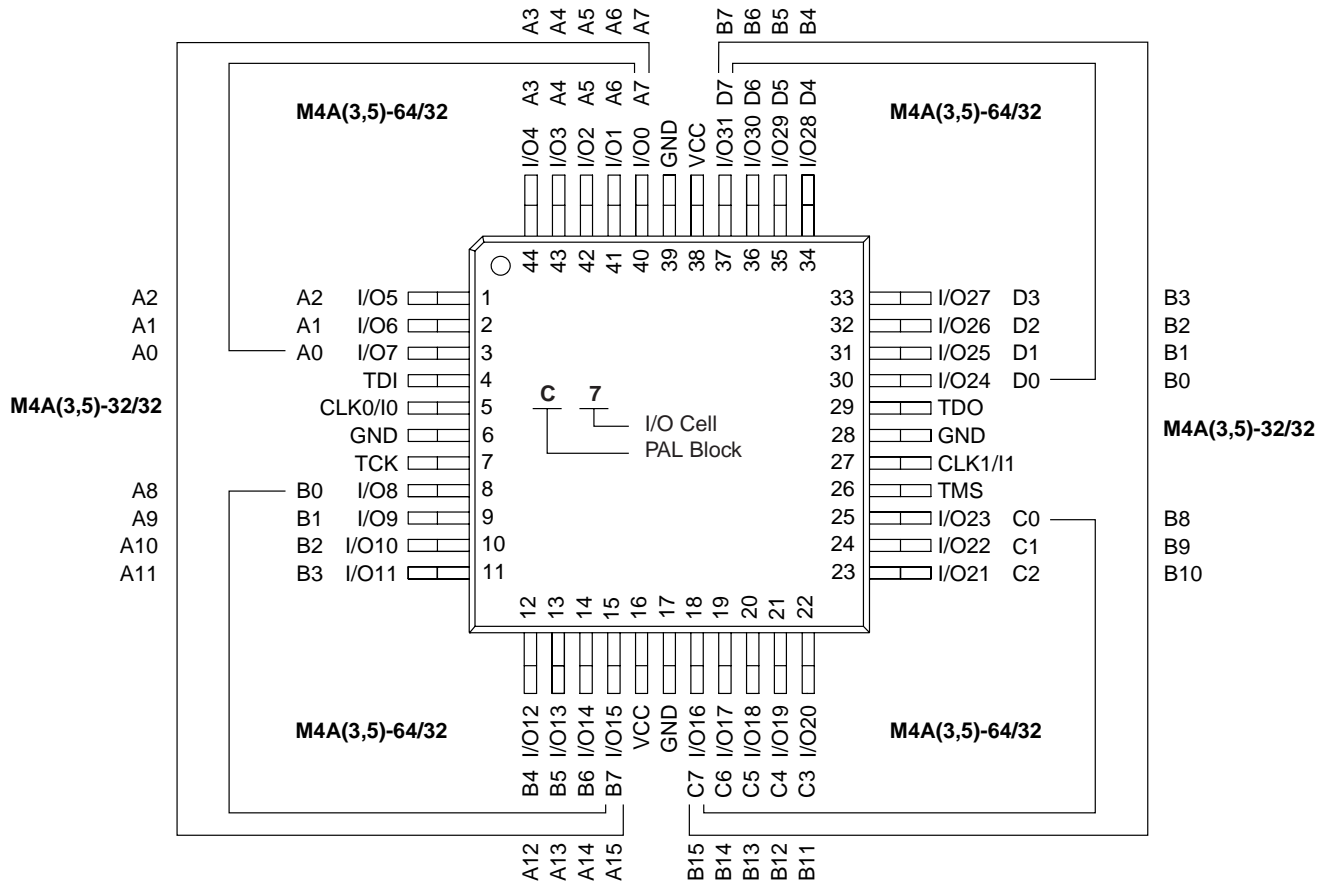 A3 A4 A5 A6 A7 B7 B6 B5 B4
A3 A4 A5 A6 A7 D7 D6 D5 D4
M4A(3,5)-64/32 M4A(3,5)-64/32
I/O4 I/O3 I/O2 I/O1 I/O0 GND VCC I/O31 I/O30 I/O29 I/O28
44 43 42 41 40 39 38 37 36 35 34
A2 A2 I/O5 1 33 I/O27 D3 B3
A1 A1 I/O6 2 32 I/O26 D2 B2
A0 A0 I/O7 3 31 I/O25 D1 B1
TDI 4 30 I/O24 D0 B0
M4A(3,5)-32/32 CLK0/I0 5 C 7 29 TDO
I/O Cell
GND 6 28 GND M4A(3,5)-32/32
PAL Block
TCK 7 27 CLK1/I1
A8 B0 I/O8 8 26 TMS
A9 B1 I/O9 9 25 I/O23 C0 B8
A10 B2 I/O10 10 24 I/O22 C1 B9
A11 B3 I/O11 11 23 I/O21 C2 B10
12 13 14 15 16 17 18 19 20 21 22
I/O12 I/O13 I/O14 I/O15 VCC GND I/O16 I/O17 I/O18 I/O19 I/O20
M4A(3,5)-64/32 M4A(3,5)-64/32
B4 B5 B6 B7 C7 C6 C5 C4 C3
A12 A13 A14 A15 B15 B14 B13 B12 B11